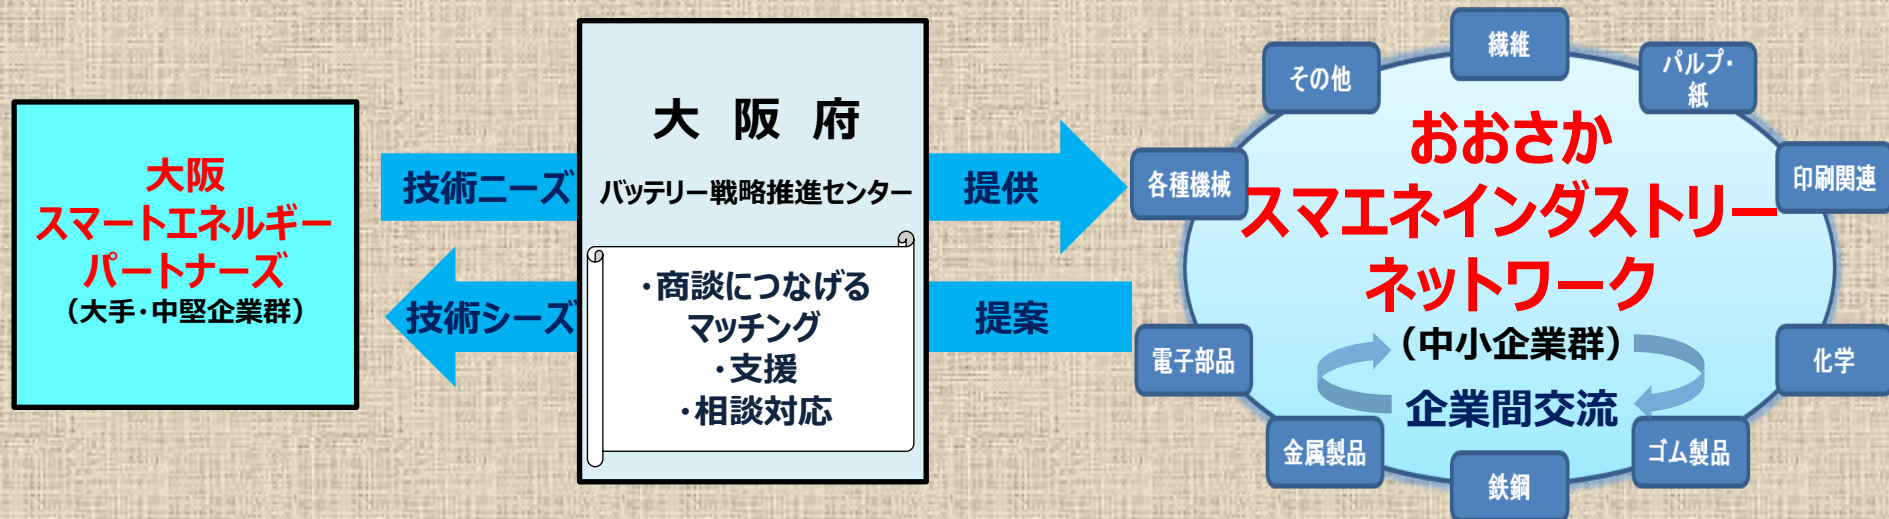 大阪
スマートエネルギー
パートナーズ
（大手・中堅企業群）
技術ニーズ
技術シーズ
大 阪 府
バッテリー戦略推進センター
・商談につなげる
マッチング
・支援
・相談対応
提供
提案
おおさか
スマエネインダストリー
ネットワーク
（中小企業群）
企業間交流
繊維
パルプ・
紙
印刷関連
化学
ゴム製品
鉄鋼
金属製品
電子部品
各種機械
その他